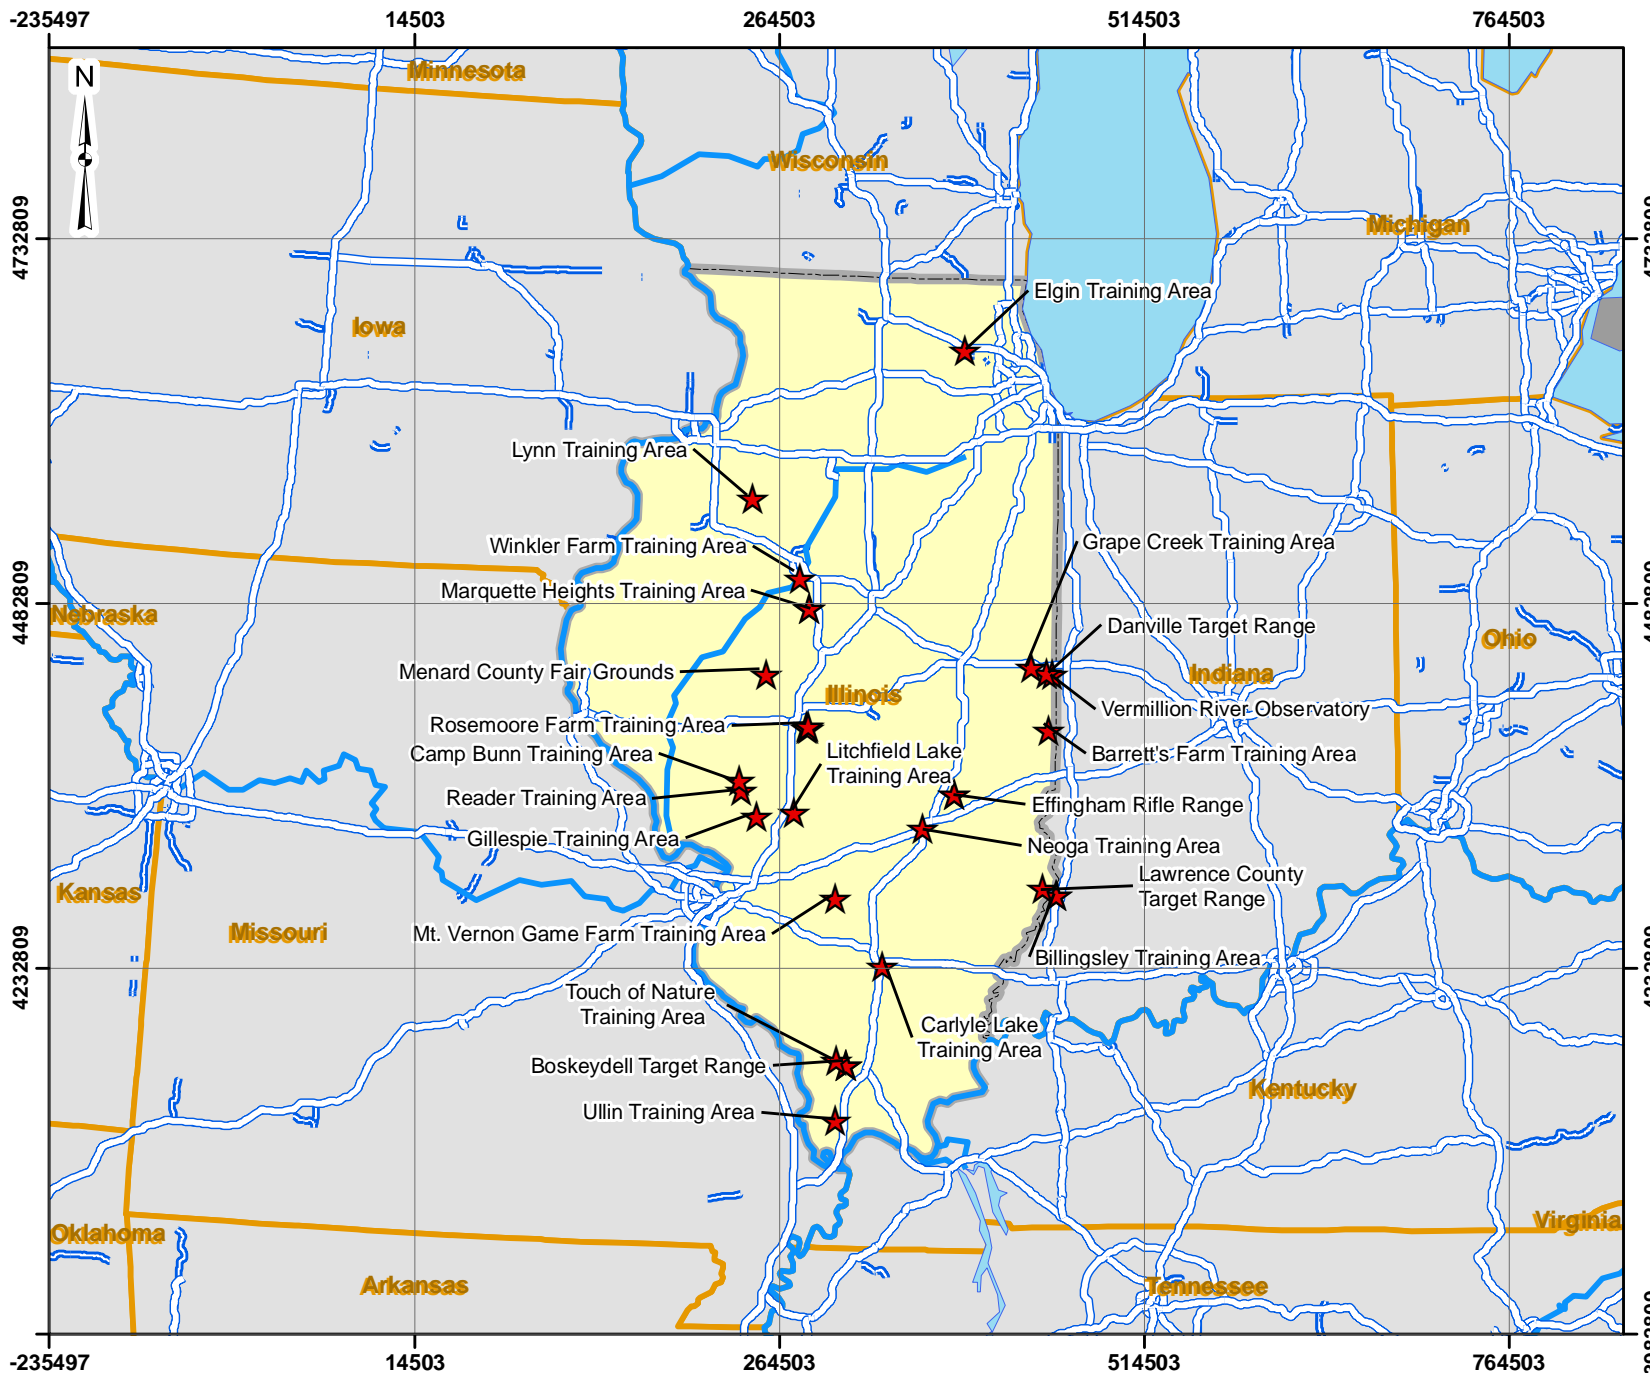 -235497
14503
264503
514503
764503
N
Minnesota
Wisconsin
Michigan
4732809
4732809
Elgin Training Area
Iowa
Lynn Training Area
Grape Creek Training Area
Winkler Farm Training Area
Marquette Heights Training Area
4482809
4482809
Nebraska
Danville Target Range
Ohio
Menard County Fair Grounds
Indiana
Illinois
Vermillion River Observatory
Rosemoore Farm Training Area
Camp Bunn Training Area
Litchfield Lake
Training Area
Barrett's Farm Training Area
Reader Training Area
Effingham Rifle Range
Gillespie Training Area
Neoga Training Area
Kansas
Lawrence County
Target Range
Missouri
Mt. Vernon Game Farm Training Area
Billingsley Training Area
4232809
4232809
Touch of Nature
Training Area
Carlyle Lake
Training Area
Boskeydell Target Range
Kentucky
Ullin Training Area
Oklahoma
Virginia
Arkansas
Tennessee
-235497
14503
264503
514503
764503